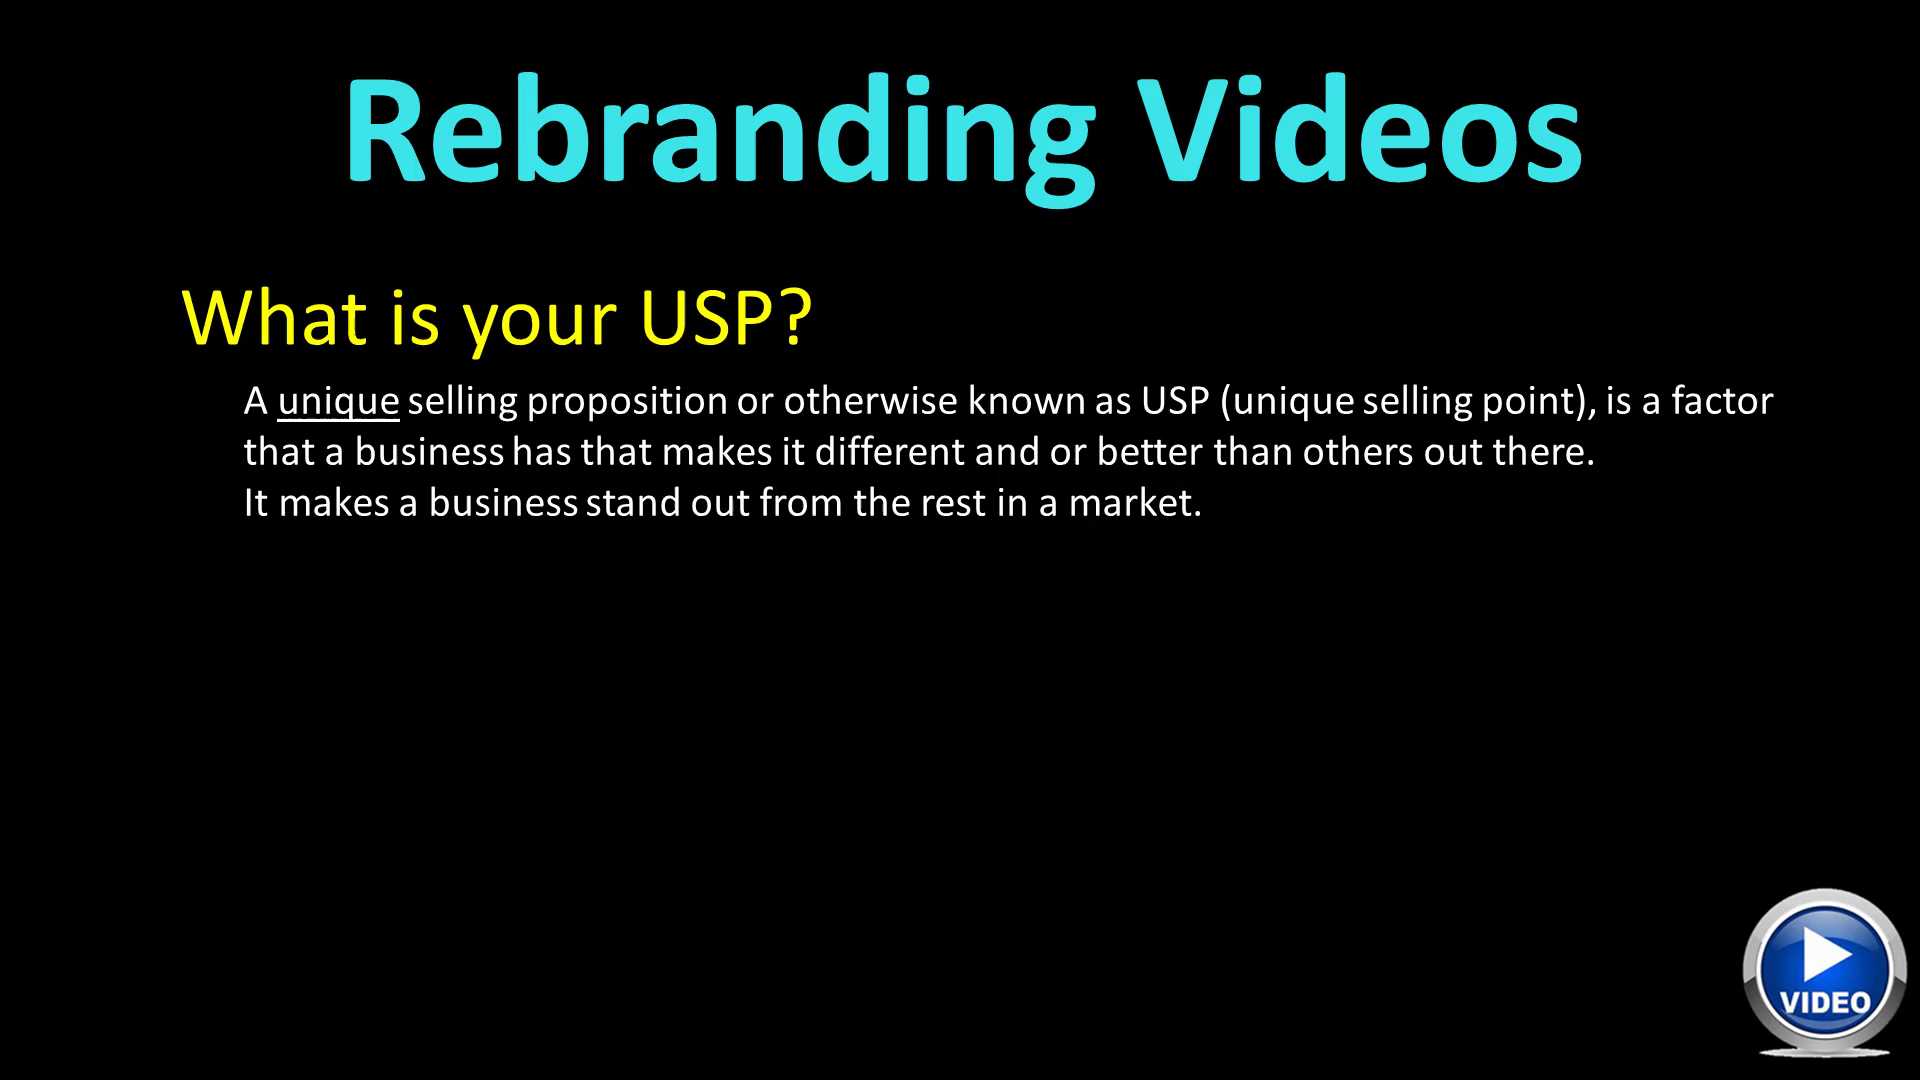 Rebranding Videos
What is your USP?
A unique selling proposition or otherwise known as USP (unique selling point), is a factor
that a business has that makes it different and or better than others out there.
It makes a business stand out from the rest in a market.
VIDEO